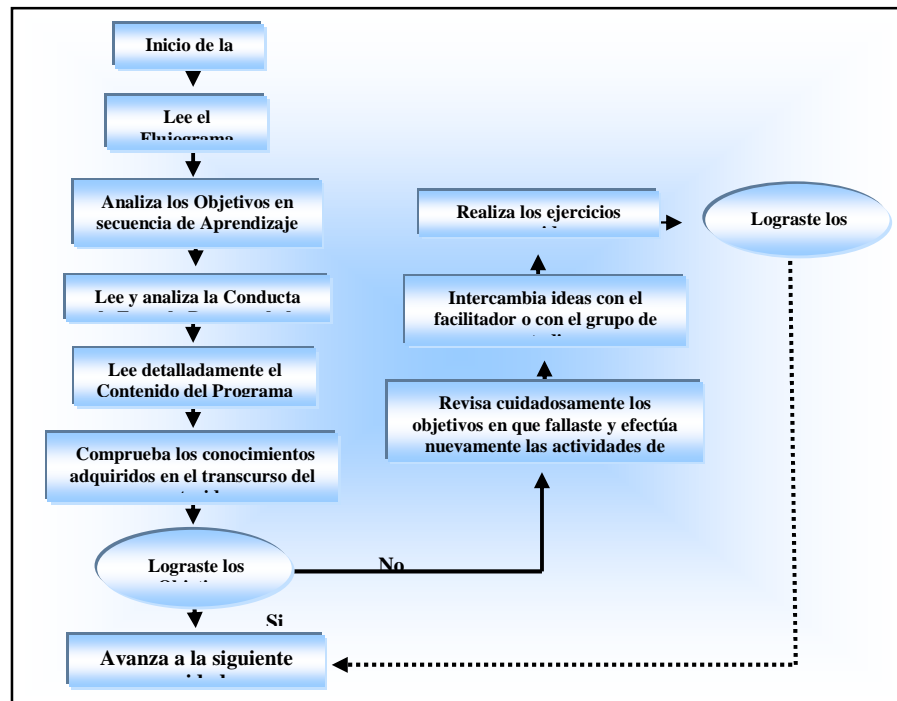 Inicio de la
Lee el
Flujograma
Analiza los Objetivos en
secuencia de Aprendizaje
Lee y analiza la Conducta
Lee detalladamente el
Contenido del Programa
Comprueba los conocimientos
adquiridos en el transcurso del
Lograste los
Objetivos
No
Si
Avanza a la siguiente
Revisa cuidadosamente los
objetivos en que fallaste y efectúa
nuevamente las actividades de
Intercambia ideas con el
facilitador o con el grupo de
Realiza los ejercicios
Lograste los